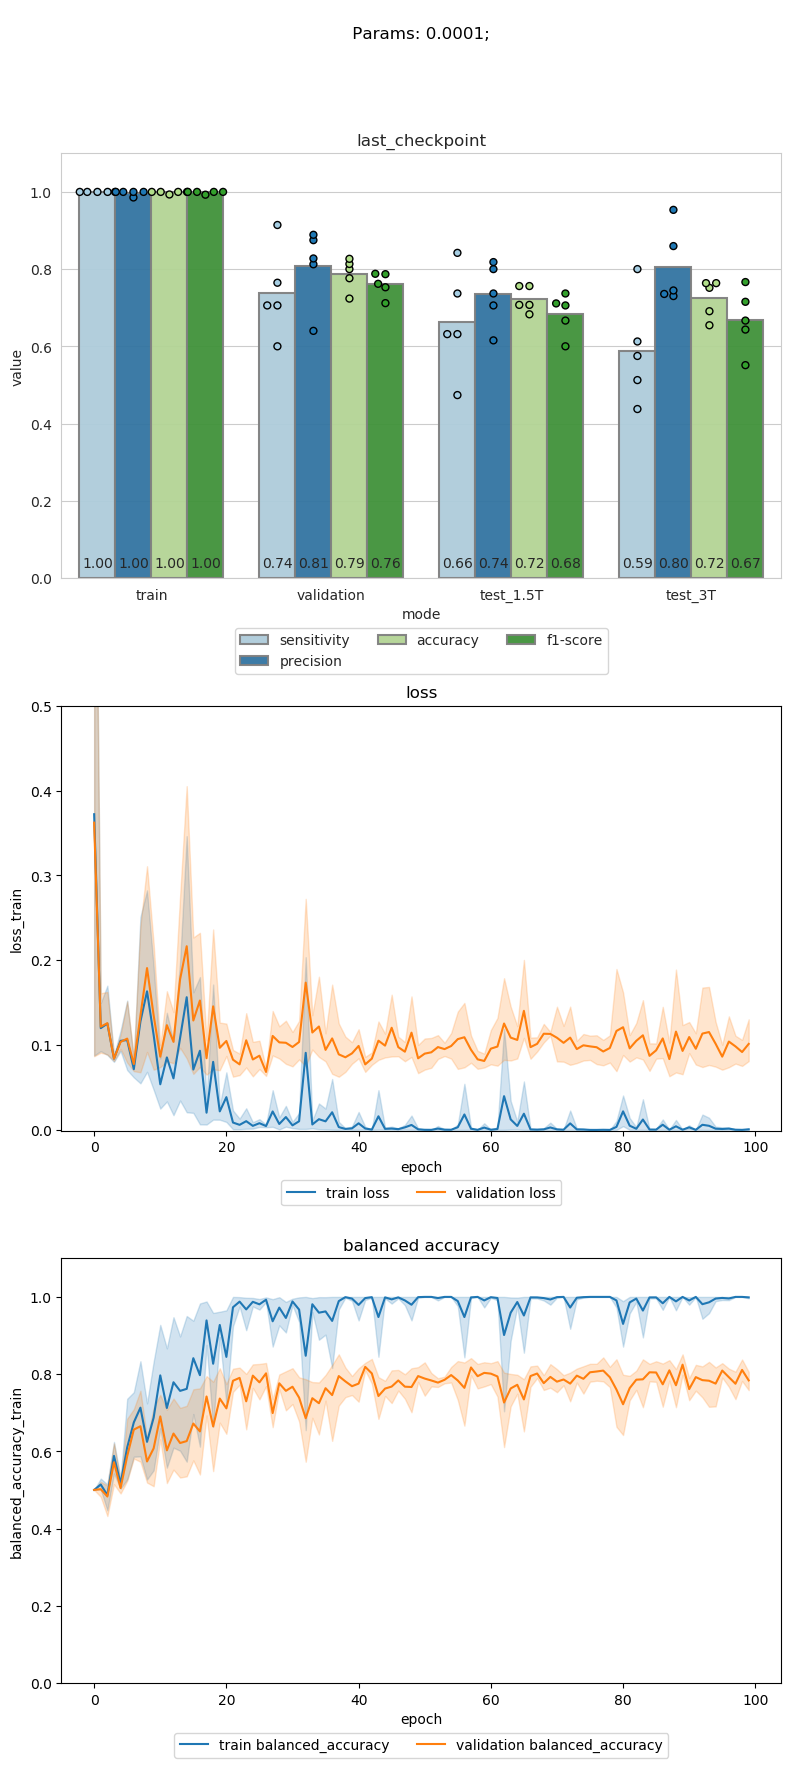 Params: 0.0001;
last_checkpoint
1.0
0.8
0.6
0.4
0.2
0.0
value
1.00 1.00 1.00 1.00 0.74 0.81 0.79 0.76 0.66 0.74 0.72 0.68 0.59 0.80 0.72 0.67
train validation test_1.5T test_3T
mode
sensitivity accuracy f1-score
precision
loss
0.5
0.4
0.3
0.2
0.1
0.0
loss_train
0 20 40 60 80 100
epoch
train loss validation loss
balanced accuracy
1.0
0.8
0.6
0.4
0.2
0.0
balanced_accuracy_train
0 20 40 60 80 100
epoch
train balanced_accuracy validation balanced_accuracy